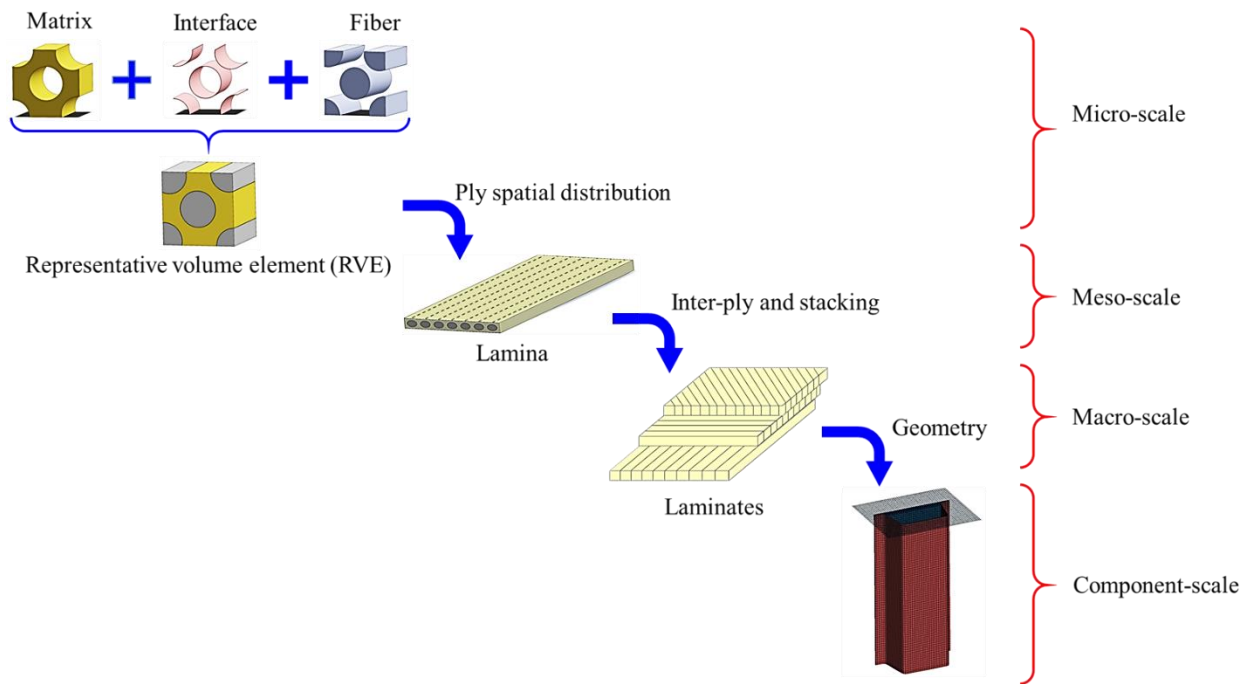 Matrix
Interface
Fiber
Micro-scale
Ply spatial distribution
Representative volume element (RVE)
Meso-scale
Inter-ply and stacking
Lamina
Macro-scale
Geometry
Laminates
Component-scale